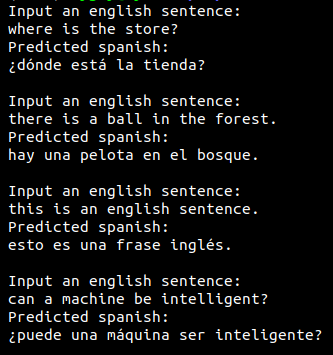 Input an english sentence:
where is the store?
Predicted spanish:
¿dónde está la tienda?
Input an english sentence:
there is a ball in the forest.
Predicted spanish:
hay una pelota en el bosque.
Input an english sentence:
this is an english sentence.
Predicted spanish:
esto es una frase inglés.
Input an english sentence:
can a machine be intelligent?
Predicted spanish:
¿puede una máquina ser inteligente?